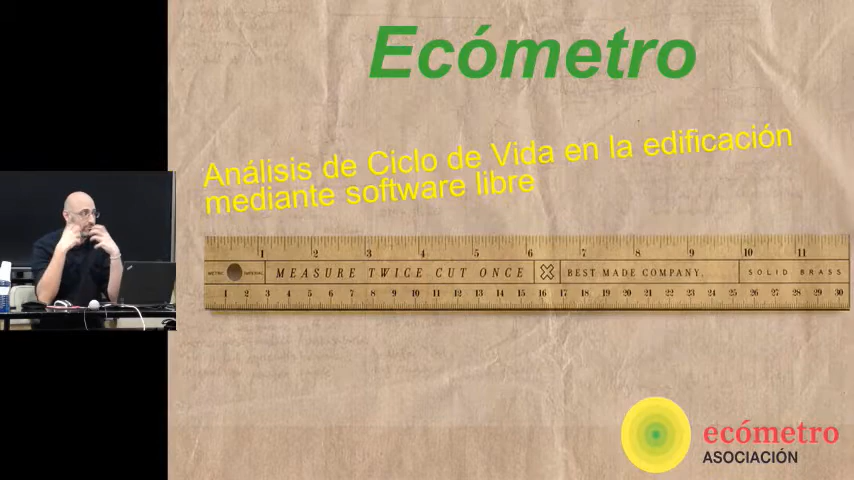 Ecómetro
Análisis de Ciclo de Vida en la edificación
mediante software libre
1 2 3 4 5 6 7 8 9 10 11
METRIC IMPERIAL MEASURE TWICE CUT ONCE BEST MADE COMPANY. SOLID BRASS
1 2 3 4 5 6 7 8 9 10 11 12 13 14 15 16 17 18 19 20 21 22 23 24 25 26 27 28 29 30
ecómetro
ASOCIACIÓN